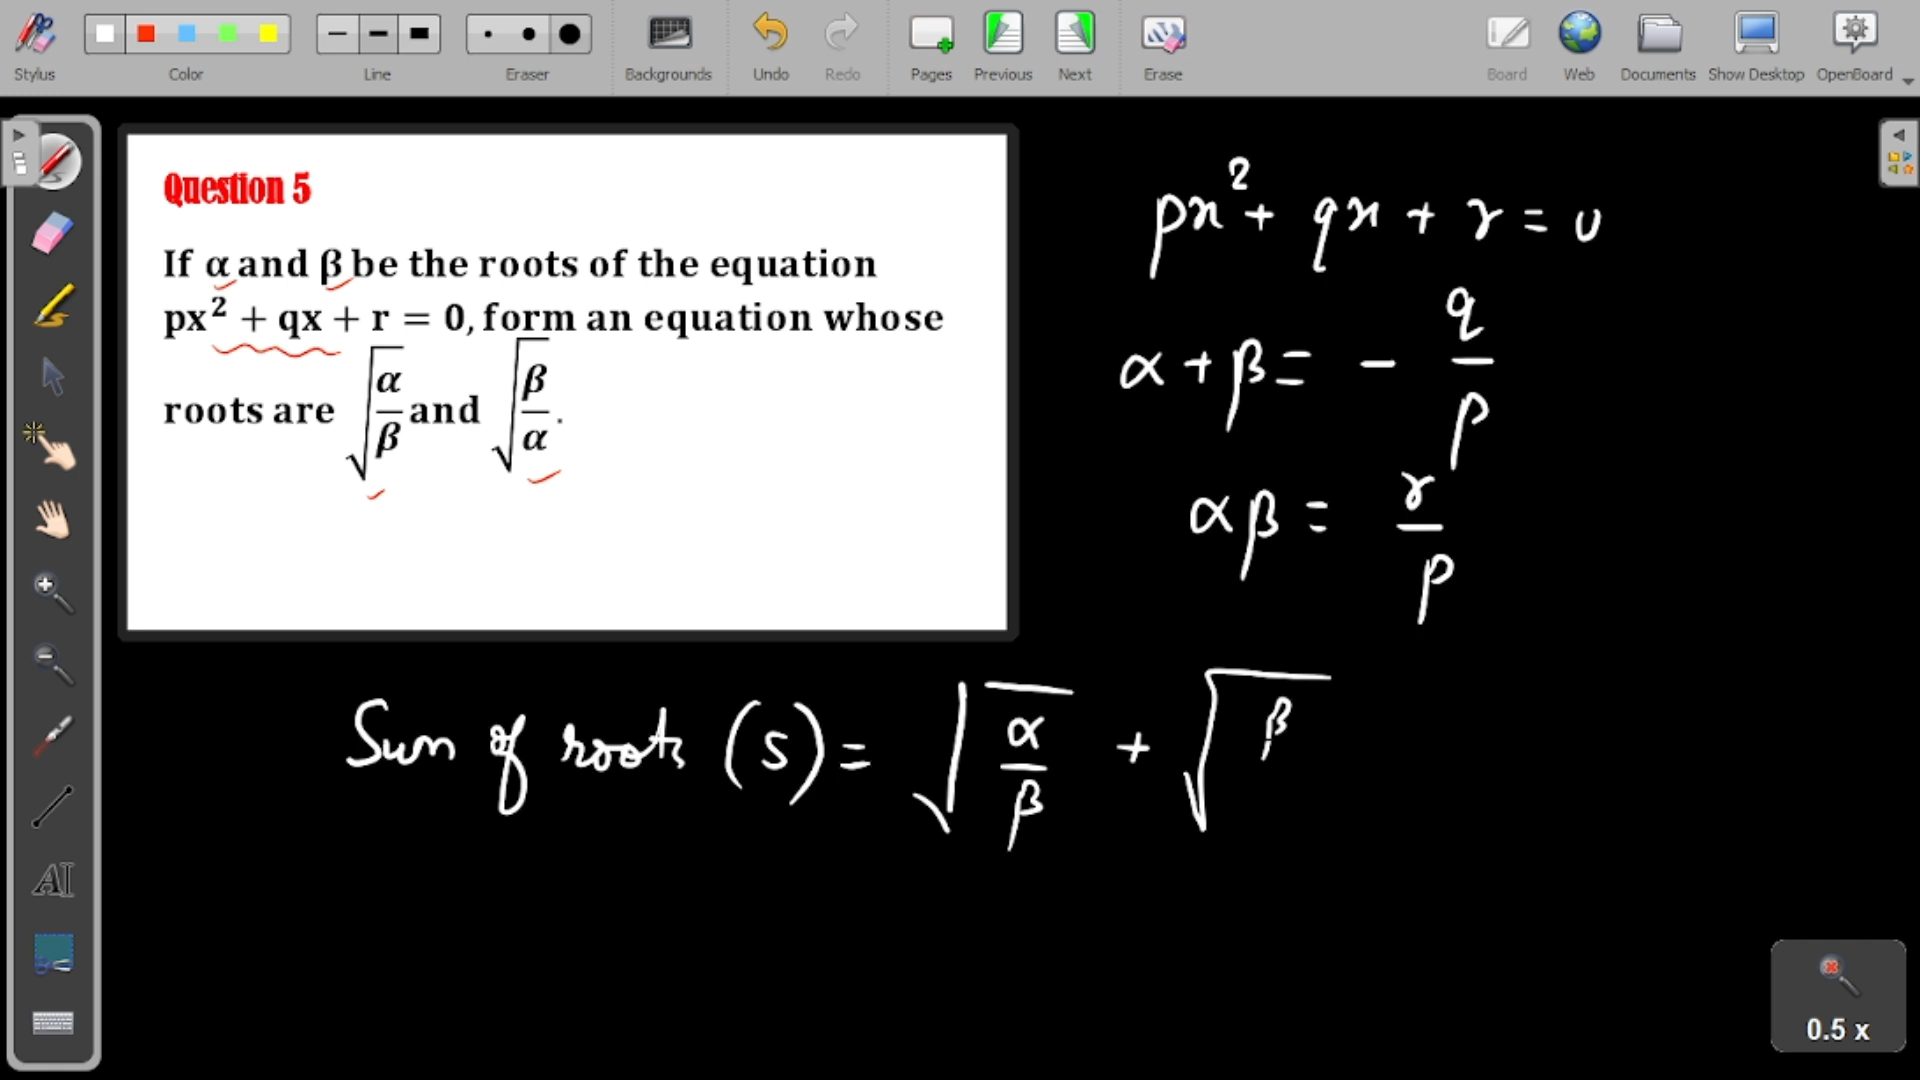 Stylus Color Line Eraser Backgrounds Undo Redo Pages Previous Next Erase Board Web Documents Show Desktop OpenBoard
Question 5
If α and β be the roots of the equation
px² + qx + r = 0, form an equation whose
roots are √(α/β) and √(β/α).
px² + qx + r = 0
α + β = - q/p
αβ = r/p
Sum of roots (S) = √(α/β) + √β
AI
0.5 x